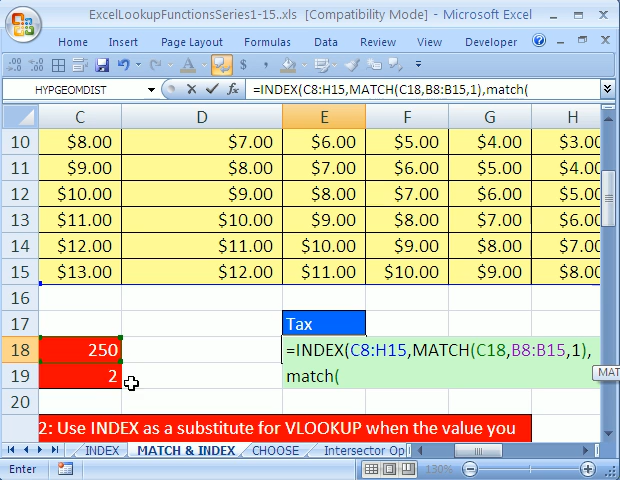 ExcelLookupFunctionsSeries1-15..xls [Compatibility Mode] - Microsoft Excel
Home Insert Page Layout Formulas Data Review View Developer
HYPGEOMDIST fx =INDEX(C8:H15,MATCH(C18,B8:B15,1),match(
C D E F G H
10 $8.00 $7.00 $6.00 $5.00 $4.00 $3.00
11 $9.00 $8.00 $7.00 $6.00 $5.00 $4.00
12 $10.00 $9.00 $8.00 $7.00 $6.00 $5.00
13 $11.00 $10.00 $9.00 $8.00 $7.00 $6.00
14 $12.00 $11.00 $10.00 $9.00 $8.00 $7.00
15 $13.00 $12.00 $11.00 $10.00 $9.00 $8.00
16
17 Tax
18 250 =INDEX(C8:H15,MATCH(C18,B8:B15,1),
19 2 match( MAT
20
2: Use INDEX as a substitute for VLOOKUP when the value you
INDEX MATCH & INDEX CHOOSE Intersector Op
Enter 130%